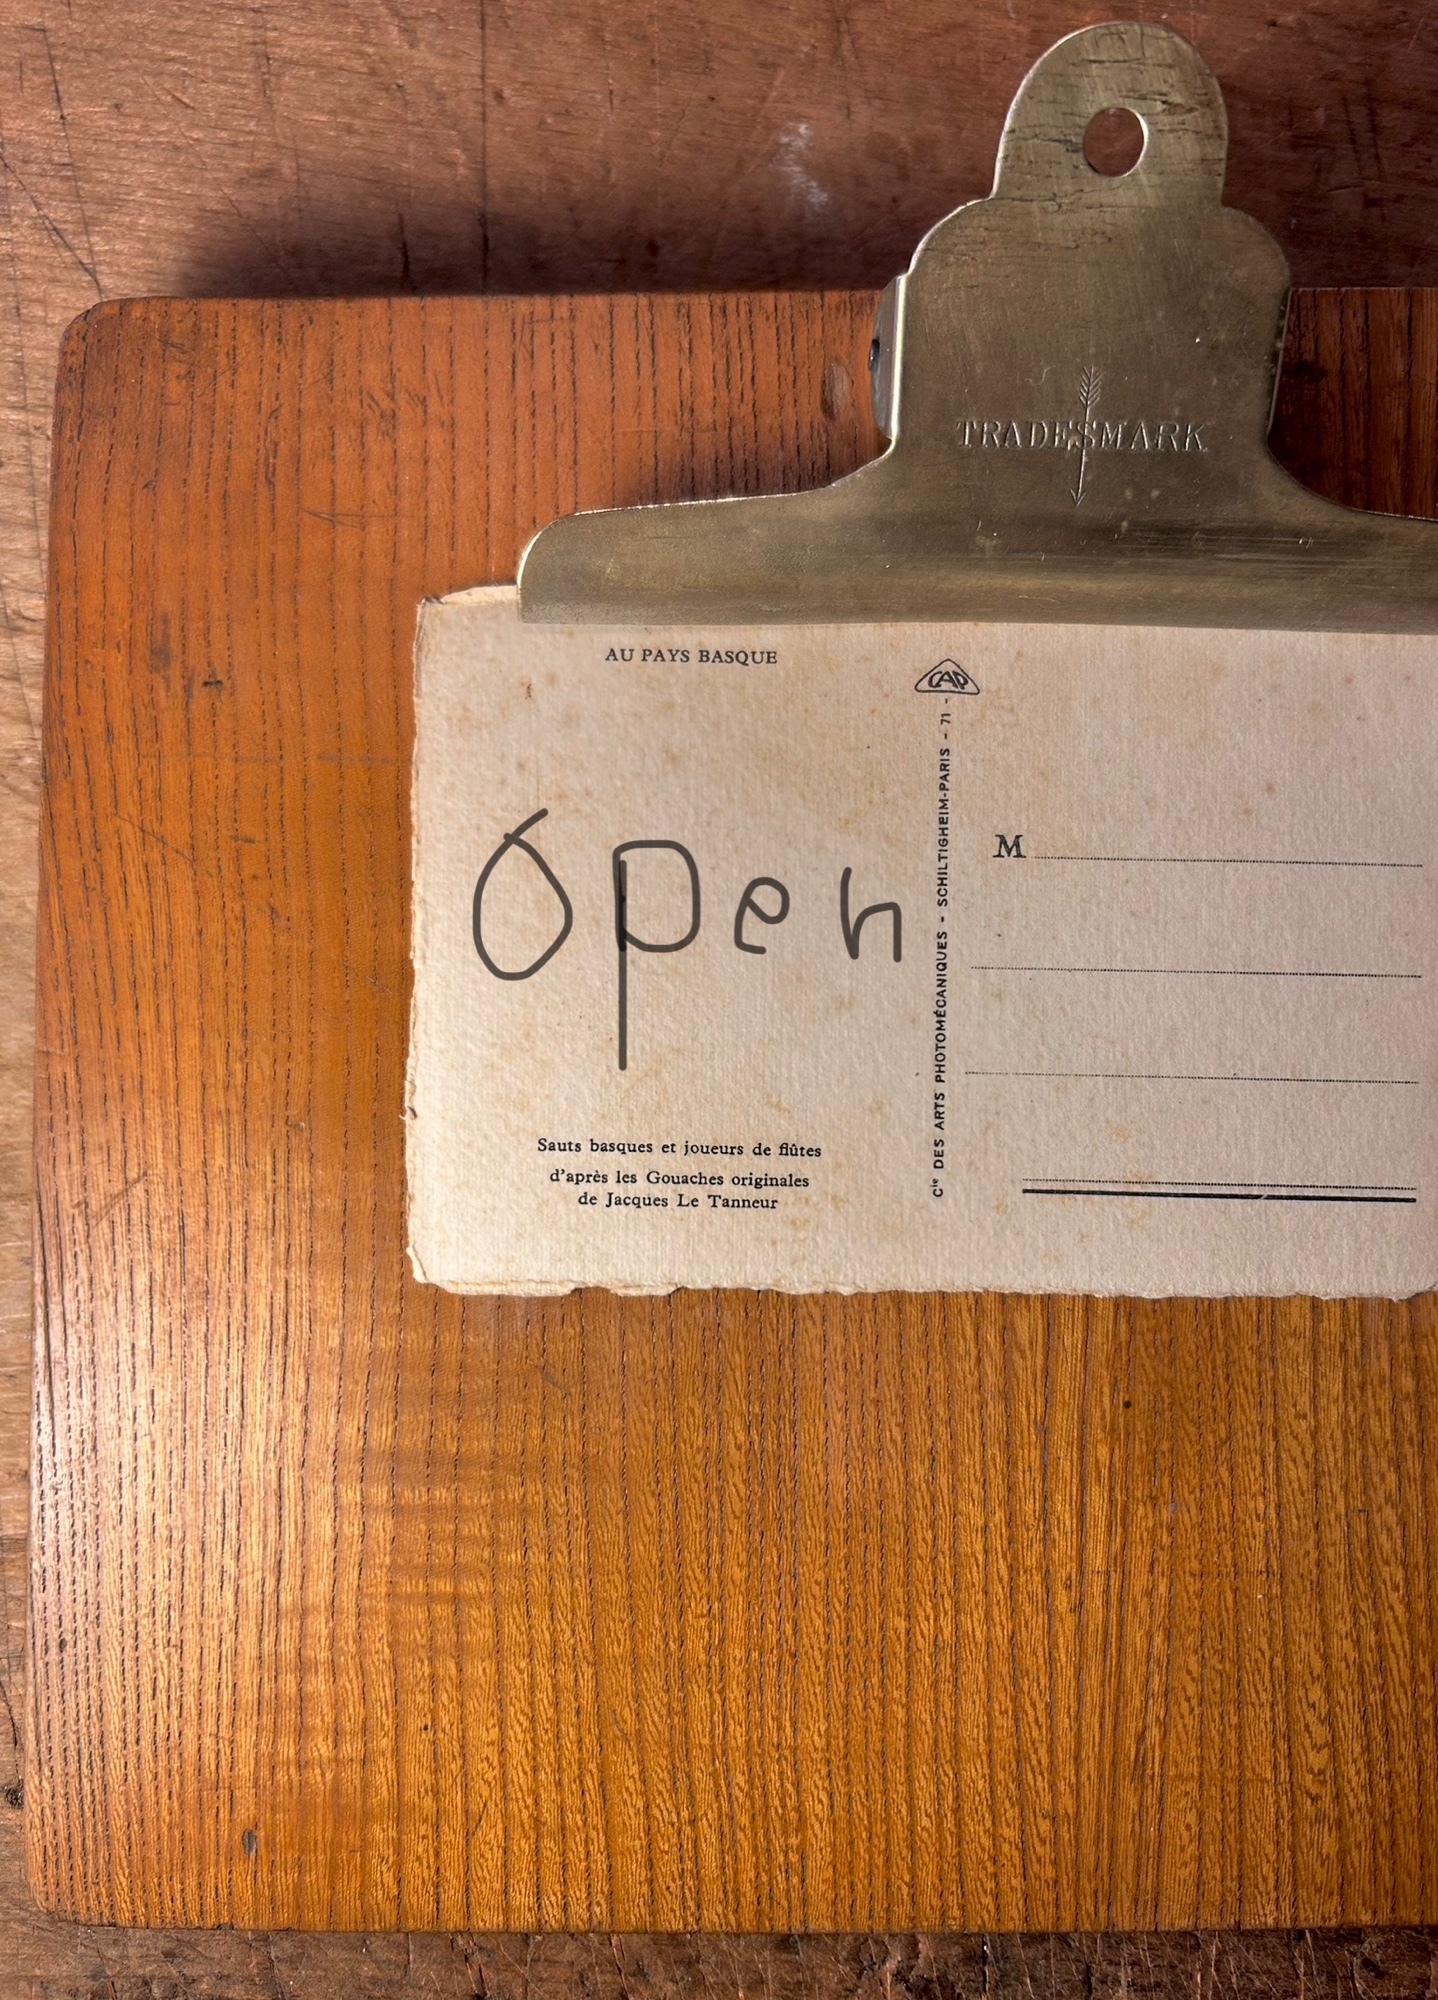 TRADESMARK
AU PAYS BASQUE
CAP
Open
Sauts basques et joueurs de flûtes
d'après les Gouaches originales
de Jacques Le Tanneur
Cie DES ARTS PHOTOMÉCANIQUES - SCHILTIGHEIM-PARIS - 71 -
M